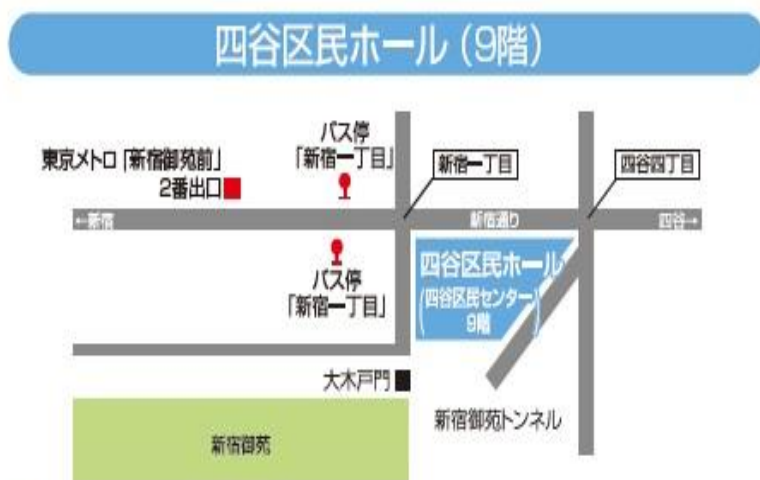 四谷区民ホール（9階）
バス停
「新宿一丁目」
東京メトロ「新宿御苑前」
2番出口
新宿一丁目
四谷四丁目
←新宿
新宿通り
四谷→
四谷区民ホール
(四谷区民センター)
9階
バス停
「新宿一丁目」
大木戸門
新宿御苑トンネル
新宿御苑